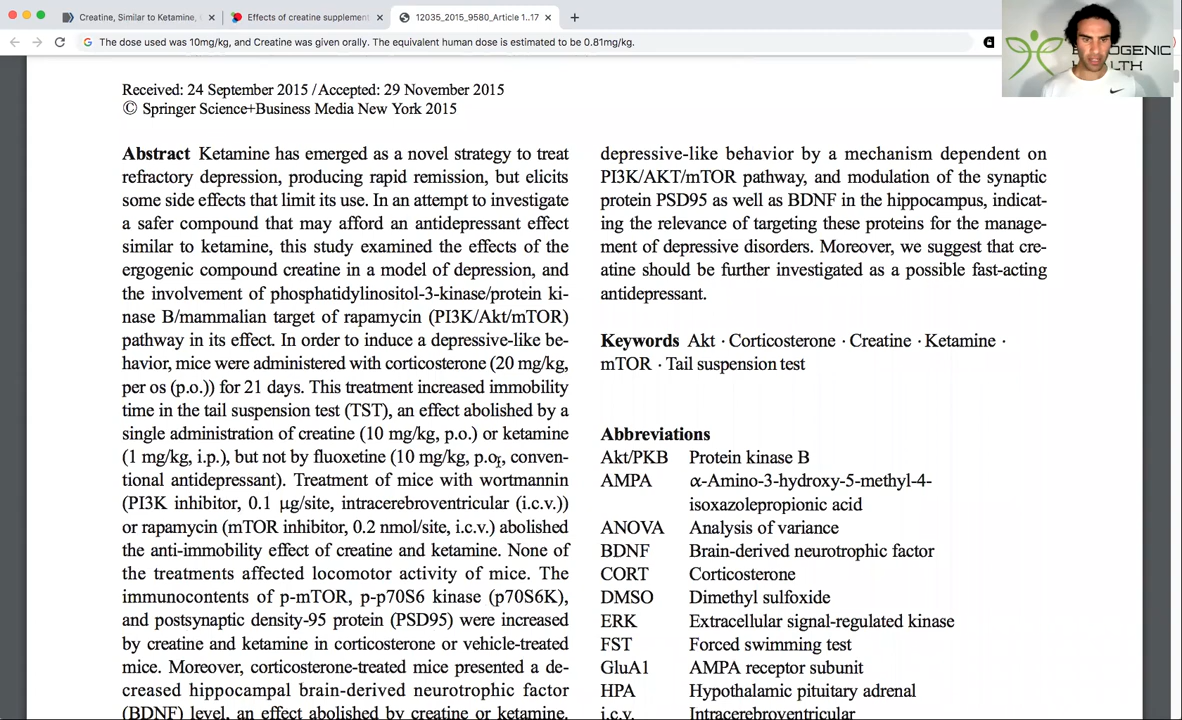 Creatine, Similar to Ketamine,
Effects of creatine supplement
12035_2015_9580_Article 1..17
The dose used was 10mg/kg, and Creatine was given orally. The equivalent human dose is estimated to be 0.81mg/kg.
GENIC
Received: 24 September 2015 / Accepted: 29 November 2015
© Springer Science+Business Media New York 2015
Abstract Ketamine has emerged as a novel strategy to treat
refractory depression, producing rapid remission, but elicits
some side effects that limit its use. In an attempt to investigate
a safer compound that may afford an antidepressant effect
similar to ketamine, this study examined the effects of the
ergogenic compound creatine in a model of depression, and
the involvement of phosphatidylinositol-3-kinase/protein ki-
nase B/mammalian target of rapamycin (PI3K/Akt/mTOR)
pathway in its effect. In order to induce a depressive-like be-
havior, mice were administered with corticosterone (20 mg/kg,
per os (p.o.)) for 21 days. This treatment increased immobility
time in the tail suspension test (TST), an effect abolished by a
single administration of creatine (10 mg/kg, p.o.) or ketamine
(1 mg/kg, i.p.), but not by fluoxetine (10 mg/kg, p.o., conven-
tional antidepressant). Treatment of mice with wortmannin
(PI3K inhibitor, 0.1 μg/site, intracerebroventricular (i.c.v.))
or rapamycin (mTOR inhibitor, 0.2 nmol/site, i.c.v.) abolished
the anti-immobility effect of creatine and ketamine. None of
the treatments affected locomotor activity of mice. The
immunocontents of p-mTOR, p-p70S6 kinase (p70S6K),
and postsynaptic density-95 protein (PSD95) were increased
by creatine and ketamine in corticosterone or vehicle-treated
mice. Moreover, corticosterone-treated mice presented a de-
creased hippocampal brain-derived neurotrophic factor
(BDNF) level, an effect abolished by creatine or ketamine.
depressive-like behavior by a mechanism dependent on
PI3K/AKT/mTOR pathway, and modulation of the synaptic
protein PSD95 as well as BDNF in the hippocampus, indicat-
ing the relevance of targeting these proteins for the manage-
ment of depressive disorders. Moreover, we suggest that cre-
atine should be further investigated as a possible fast-acting
antidepressant.
Keywords Akt · Corticosterone · Creatine · Ketamine ·
mTOR · Tail suspension test
Abbreviations
Akt/PKB Protein kinase B
AMPA α-Amino-3-hydroxy-5-methyl-4-
isoxazolepropionic acid
ANOVA Analysis of variance
BDNF Brain-derived neurotrophic factor
CORT Corticosterone
DMSO Dimethyl sulfoxide
ERK Extracellular signal-regulated kinase
FST Forced swimming test
GluA1 AMPA receptor subunit
HPA Hypothalamic pituitary adrenal
i.c.v. Intracerebroventricular